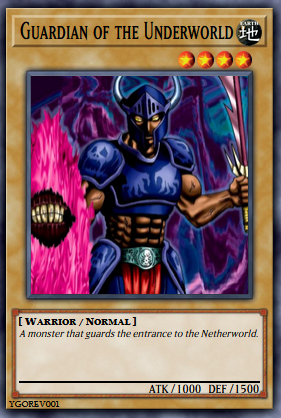 Guardian of the Underworld
EARTH
地
[ Warrior / Normal ]
A monster that guards the entrance to the Netherworld.
ATK / 1000 DEF / 1500
YGOREV001